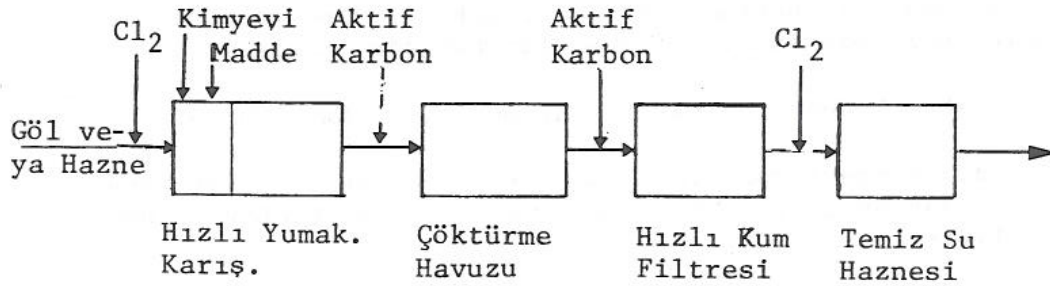 Cl2
Kimyevi
Madde
Aktif
Karbon
Aktif
Karbon
Cl2
Göl ve-
ya Hazne
Hızlı Yumak.
Karış.
Çöktürme
Havuzu
Hızlı Kum
Filtresi
Temiz Su
Haznesi